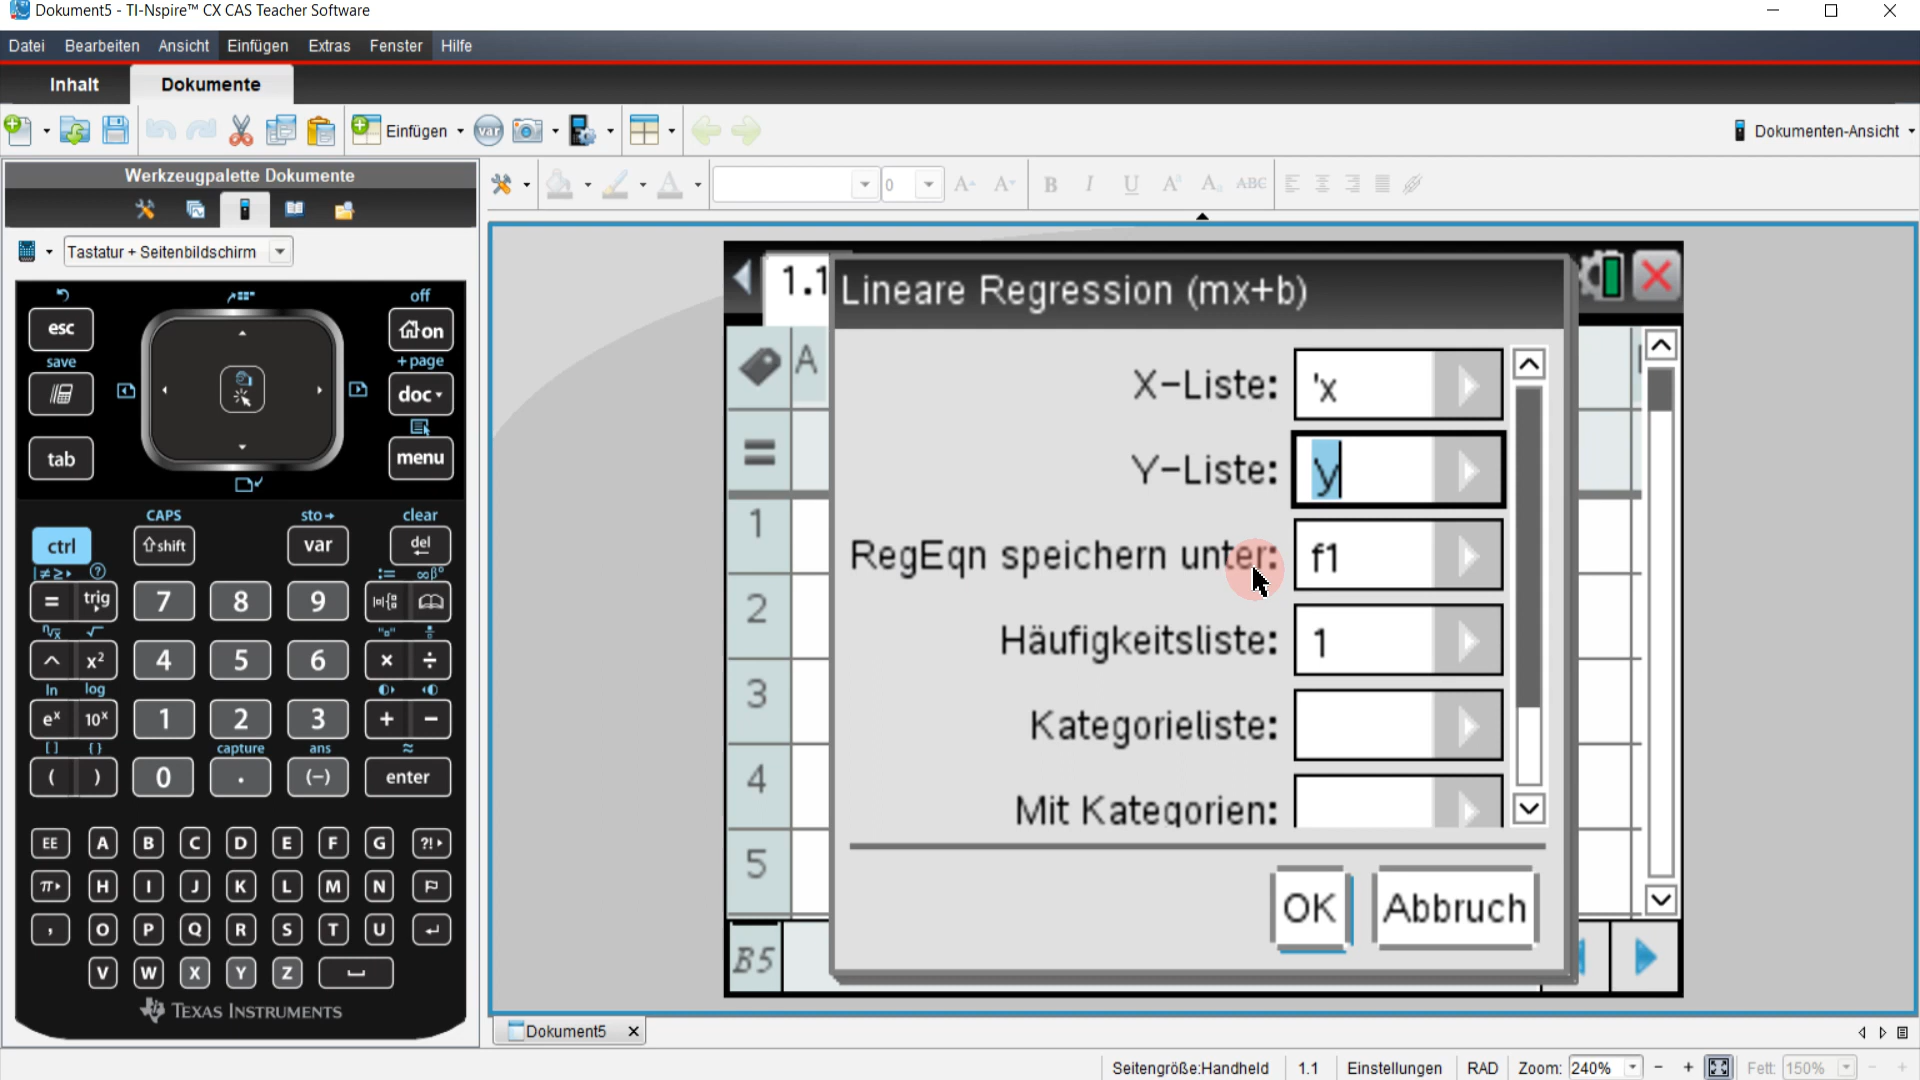 Dokument5 - TI-Nspire™ CX CAS Teacher Software
Datei Bearbeiten Ansicht Einfügen Extras Fenster Hilfe
Inhalt Dokumente
Einfügen var Dokumenten-Ansicht
Werkzeugpalette Dokumente
0 A A B I U A A ABC
Tastatur + Seitenbildschirm
off
esc on
save + page
doc
tab menu
CAPS sto→ clear
ctrl ⇧shift var del
|≠≥▸ ? := ∞β°
= trig 7 8 9
ⁿ√x √ "▫"
^ x² 4 5 6 × ÷
ln log
eˣ 10ˣ 1 2 3 + −
[ ] { } capture ans ≈
( ) 0 . (−) enter
EE A B C D E F G ?!▸
π▸ H I J K L M N
, O P Q R S T U ↵
V W X Y Z
TEXAS INSTRUMENTS
1.1 Lineare Regression (mx+b)
A
=
1
2
3
4
5
B5
X-Liste: 'x
Y-Liste: y
RegEqn speichern unter: f1
Häufigkeitsliste: 1
Kategorieliste:
Mit Kategorien:
OK Abbruch
Dokument5
Seitengröße:Handheld 1.1 Einstellungen RAD Zoom: 240% − + Fett: 150% − +